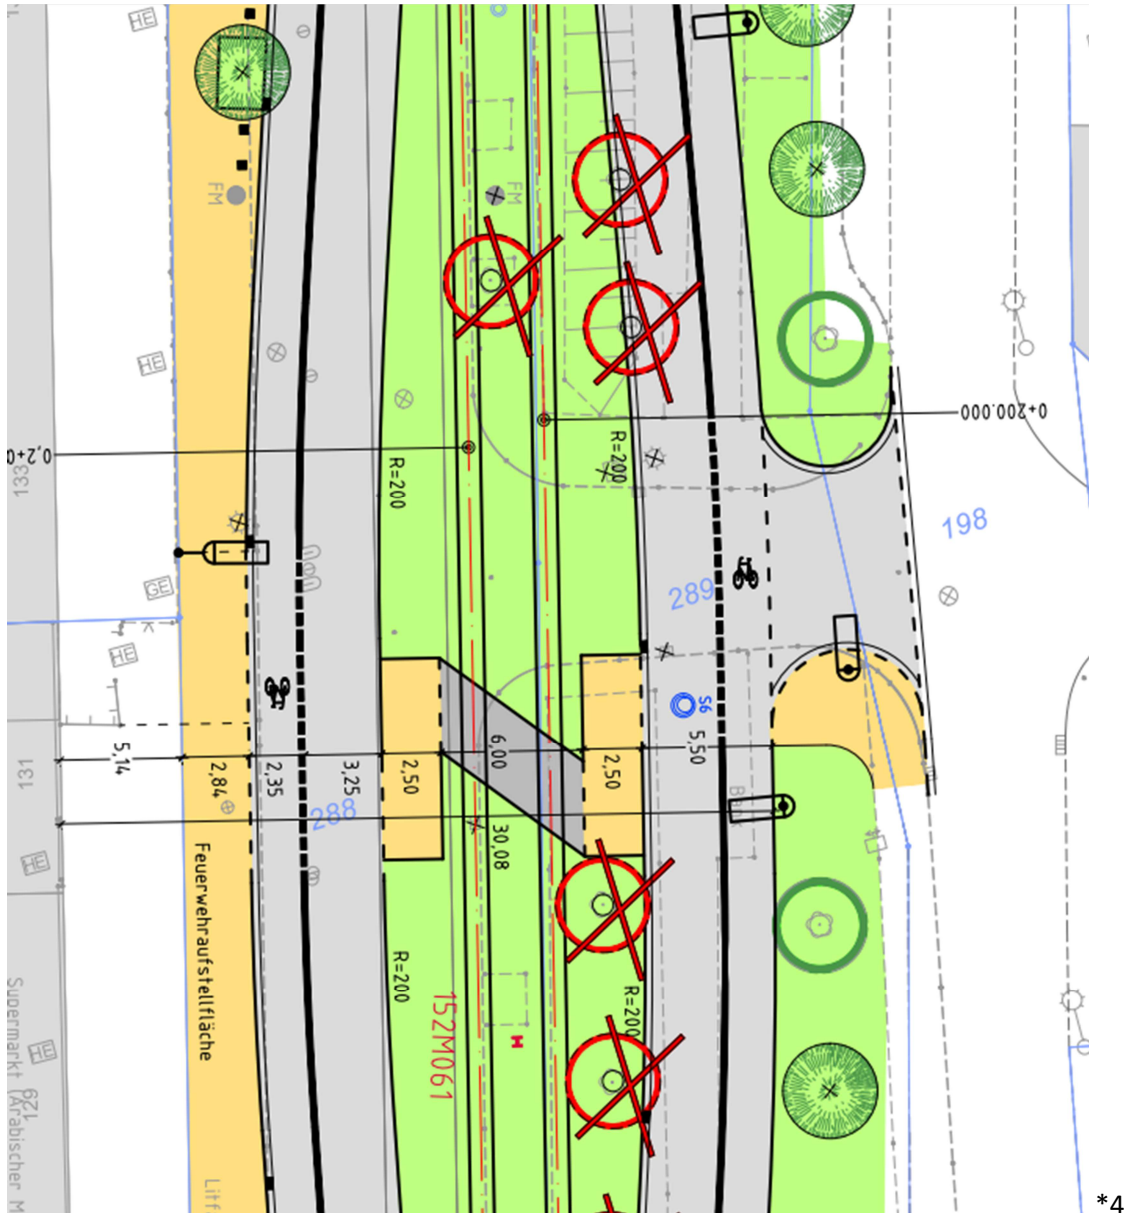 HE
FM
FM
HE
0+200.000
0+2,0
133
R=200
R=200
198
289
GE
HE
K
S6
5,14
2,84
2,35
3,25
2,50
6,00
2,50
5,50
131
288
30,08
HE
Feuerwehraufstellfläche
R=200
R=200
152M061
H
HE
129
Supermarkt (Arabischer M
Litf
*4